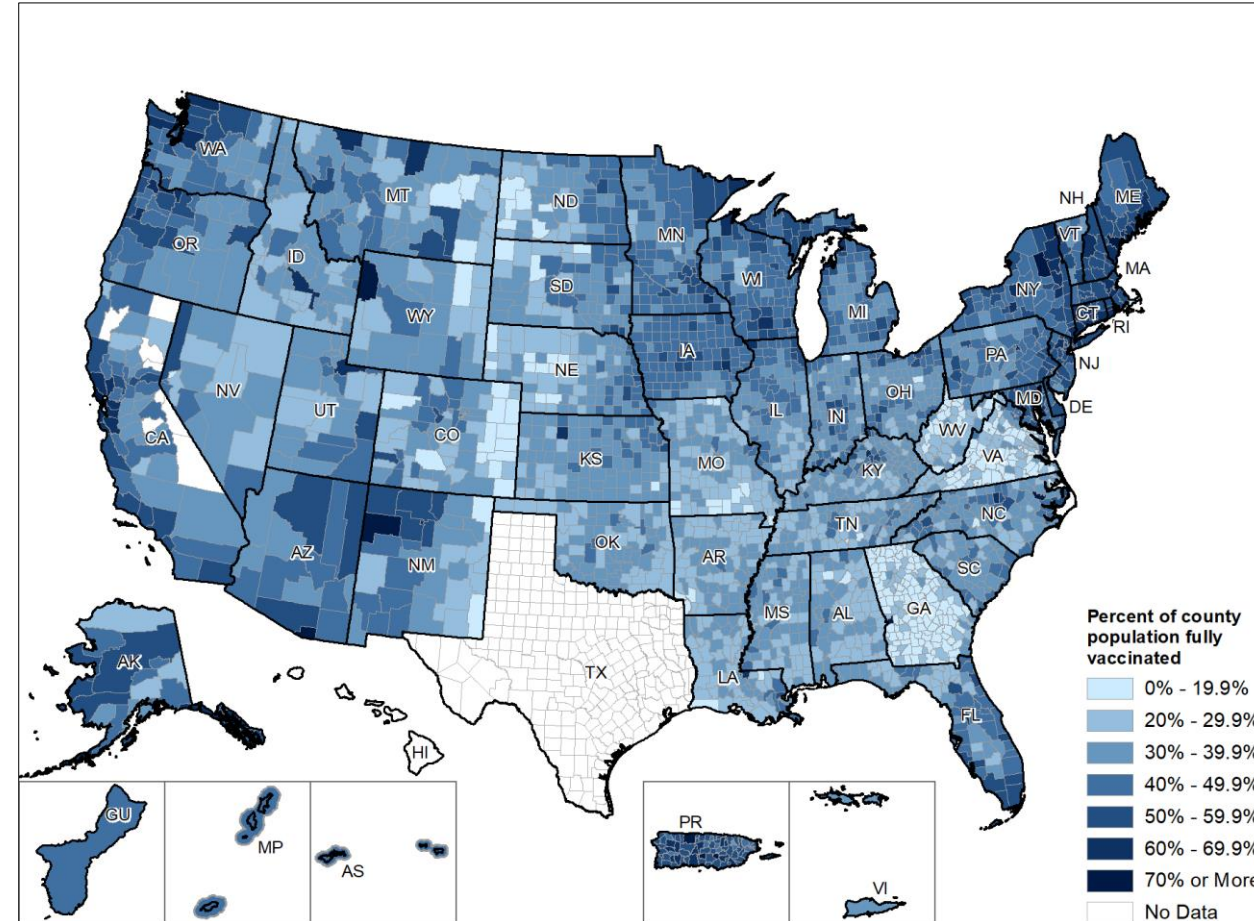 WA
MT
ND
MN
OR
ID
SD
WI
WY
MI
NH
ME
VT
MA
NY
CT
RI
NV
UT
CO
NE
IA
PA
NJ
CA
KS
IL
IN
OH
MD
DE
WV
MO
VA
KY
AZ
NM
OK
AR
TN
NC
SC
MS
AL
GA
TX
LA
FL
AK
HI
GU
MP
AS
PR
VI
Percent of county
population fully
vaccinated
0% - 19.9%
20% - 29.9%
30% - 39.9%
40% - 49.9%
50% - 59.9%
60% - 69.9%
70% or More
No Data